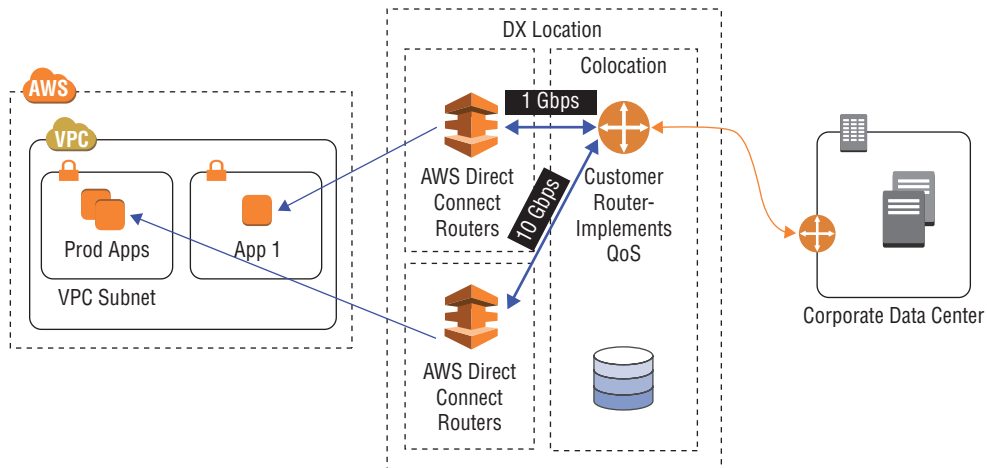 DX Location
Colocation
AWS
VPC
1 Gbps
AWS Direct
Connect
Routers
Customer
Router-
Implements
QoS
10 Gbps
Prod Apps
App 1
VPC Subnet
AWS Direct
Connect
Routers
Corporate Data Center